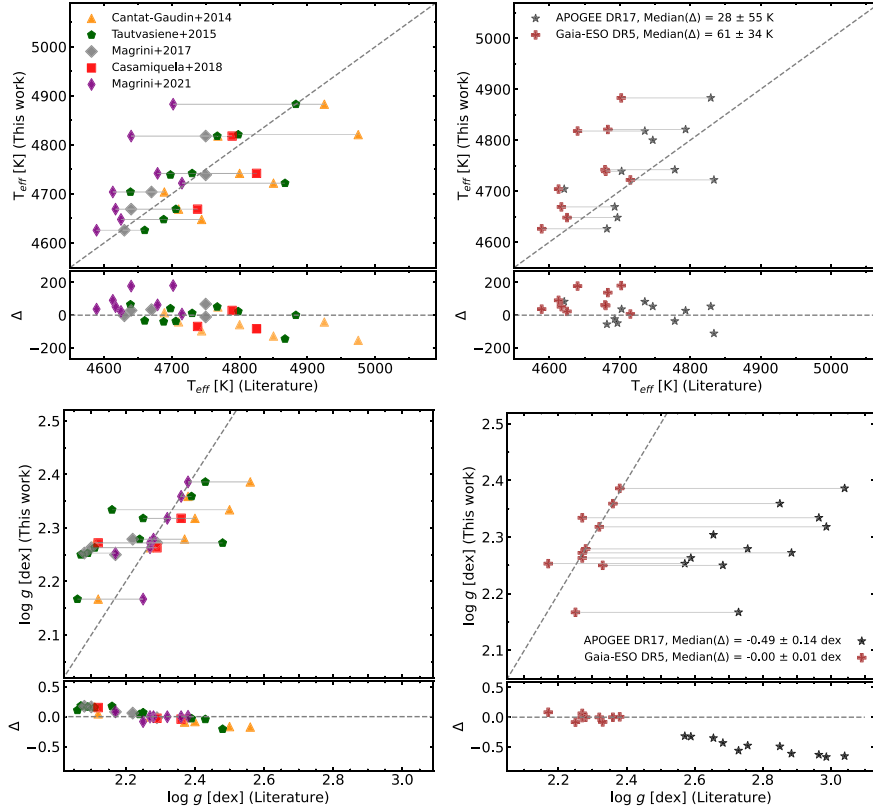 Cantat-Gaudin+2014
Tautvasiene+2015
Magrini+2017
Casamiquela+2018
Magrini+2021
T_eff [K] (This work)
5000
4900
4800
4700
4600
Δ
200
0
−200
4600 4700 4800 4900 5000
T_eff [K] (Literature)
APOGEE DR17, Median(Δ) = 28 ± 55 K
Gaia-ESO DR5, Median(Δ) = 61 ± 34 K
T_eff [K] (This work)
5000
4900
4800
4700
4600
Δ
200
0
−200
4600 4700 4800 4900 5000
T_eff [K] (Literature)
log g [dex] (This work)
2.5
2.4
2.3
2.2
2.1
Δ
0.5
0.0
−0.5
2.2 2.4 2.6 2.8 3.0
log g [dex] (Literature)
log g [dex] (This work)
2.5
2.4
2.3
2.2
2.1
APOGEE DR17, Median(Δ) = -0.49 ± 0.14 dex
Gaia-ESO DR5, Median(Δ) = -0.00 ± 0.01 dex
Δ
0.5
0.0
−0.5
2.2 2.4 2.6 2.8 3.0
log g [dex] (Literature)